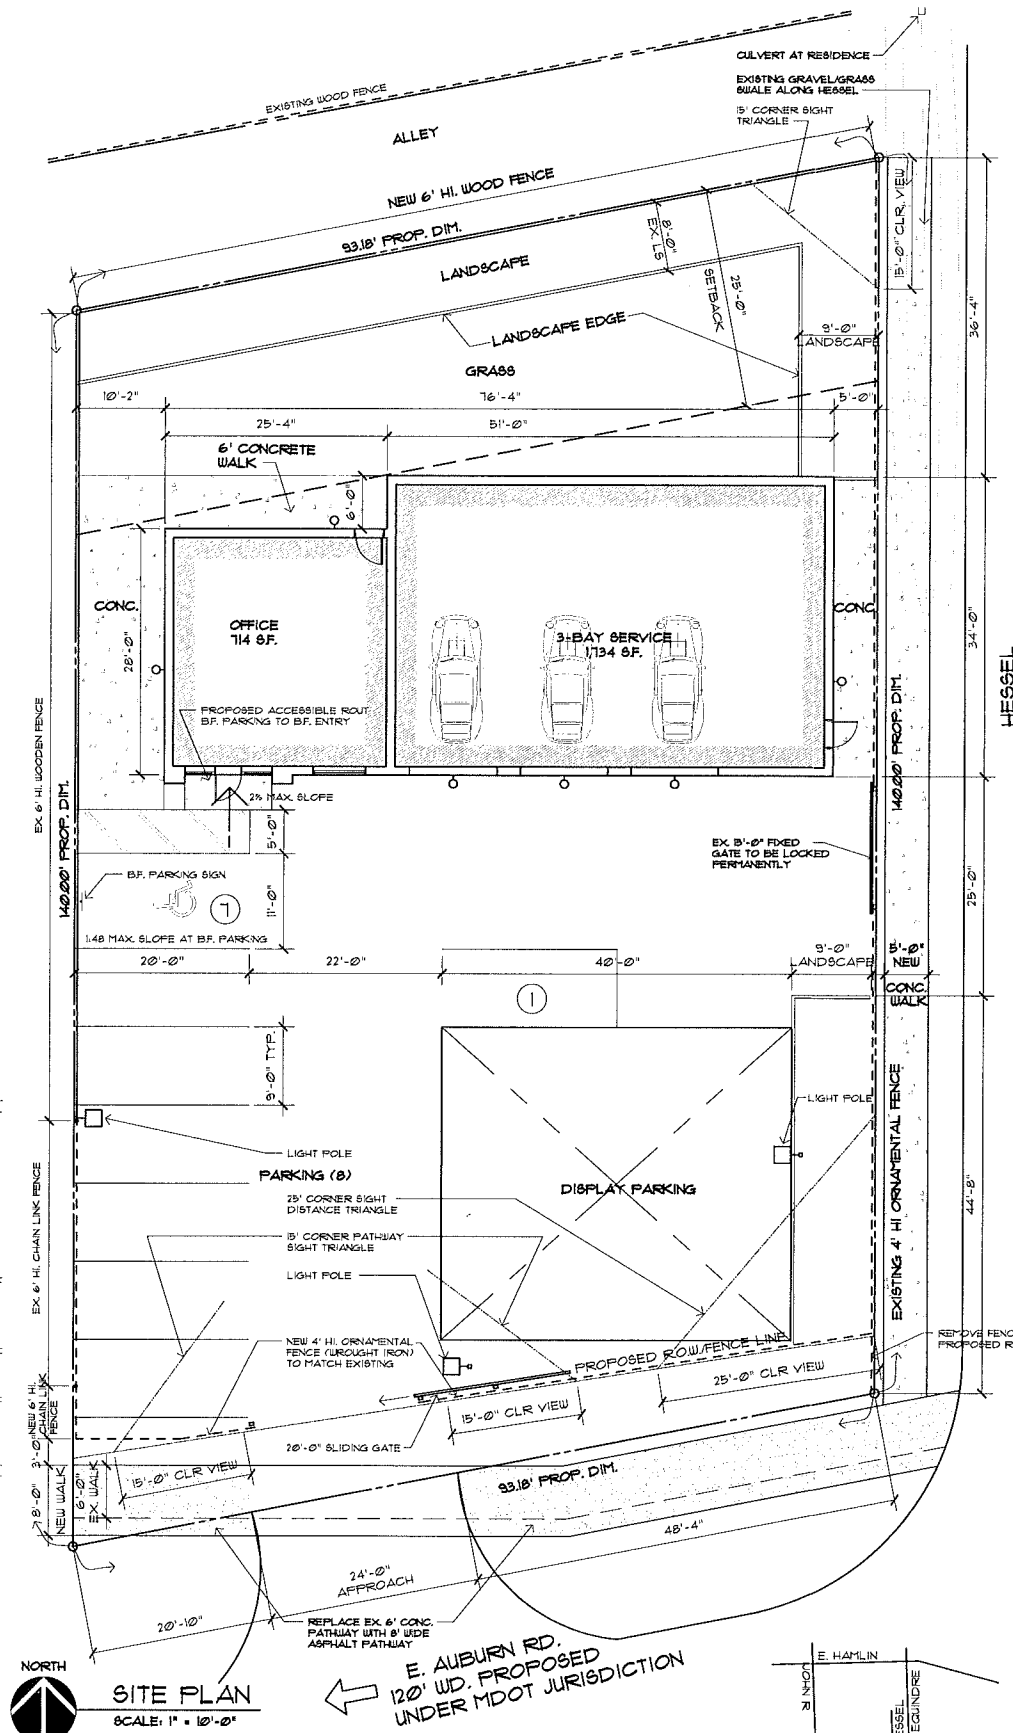 CULVERT AT RESIDENCE
EXISTING GRAVEL/GRASS
SWALE ALONG HESSEL
15' CORNER SIGHT
TRIANGLE
EXISTING WOOD FENCE
ALLEY
NEW 6' HI. WOOD FENCE
93.18' PROP. DIM.
15'-0" CLR. VIEW
8'-0"
EX. LS
LANDSCAPE
25'-0"
SETBACK
36'-4"
LANDSCAPE EDGE
9'-0"
LANDSCAPE
GRASS
10'-2"
76'-4"
5'-0"
25'-4"
51'-0"
6' CONCRETE
WALK
6'-0"
CONC.
28'-0"
OFFICE
714 SF.
3-BAY SERVICE
1,734 SF.
CONC.
34'-0"
HESSEL
PROPOSED ACCESSIBLE ROUT
B.F. PARKING TO B.F. ENTRY
EX. 6' HI. WOODEN FENCE
140.00' PROP. DIM.
140.00' PROP. DIM.
2% MAX. SLOPE
5'-0"
EX. 15'-0" FIXED
GATE TO BE LOCKED
PERMANENTLY
B.F. PARKING SIGN
7
11'-0"
25'-0"
1:48 MAX. SLOPE AT B.F. PARKING
20'-0"
22'-0"
40'-0"
9'-0"
LANDSCAPE
5'-0"
NEW
CONC.
WALK
1
9'-0" TYP.
LIGHT POLE
LIGHT POLE
PARKING (8)
DISPLAY PARKING
25' CORNER SIGHT
DISTANCE TRIANGLE
EXISTING 4' HI ORNAMENTAL FENCE
44'-8"
EX. 6' HI. CHAIN LINK FENCE
15' CORNER PATHWAY
SIGHT TRIANGLE
LIGHT POLE
NEW 4' HI. ORNAMENTAL
FENCE (WROUGHT IRON)
TO MATCH EXISTING
PROPOSED R.O.W./FENCE LINE
REMOVE FENC
PROPOSED R
25'-0" CLR VIEW
NEW 6' HI.
CHAIN LINK
FENCE
15'-0" CLR VIEW
20'-0" SLIDING GATE
3'-0"
8'-0"
NEW WALK
6'-0"
EX. WALK
15'-0" CLR VIEW
93.18' PROP. DIM.
48'-4"
24'-0"
APPROACH
20'-10"
REPLACE EX. 6' CONC.
PATHWAY WITH 8' WIDE
ASPHALT PATHWAY
E. AUBURN RD.
120' WD. PROPOSED
UNDER MDOT JURISDICTION
NORTH
SITE PLAN
SCALE: 1" = 10'-0"
E. HAMLIN
JOHN R
ESSEL
EQUINDRE